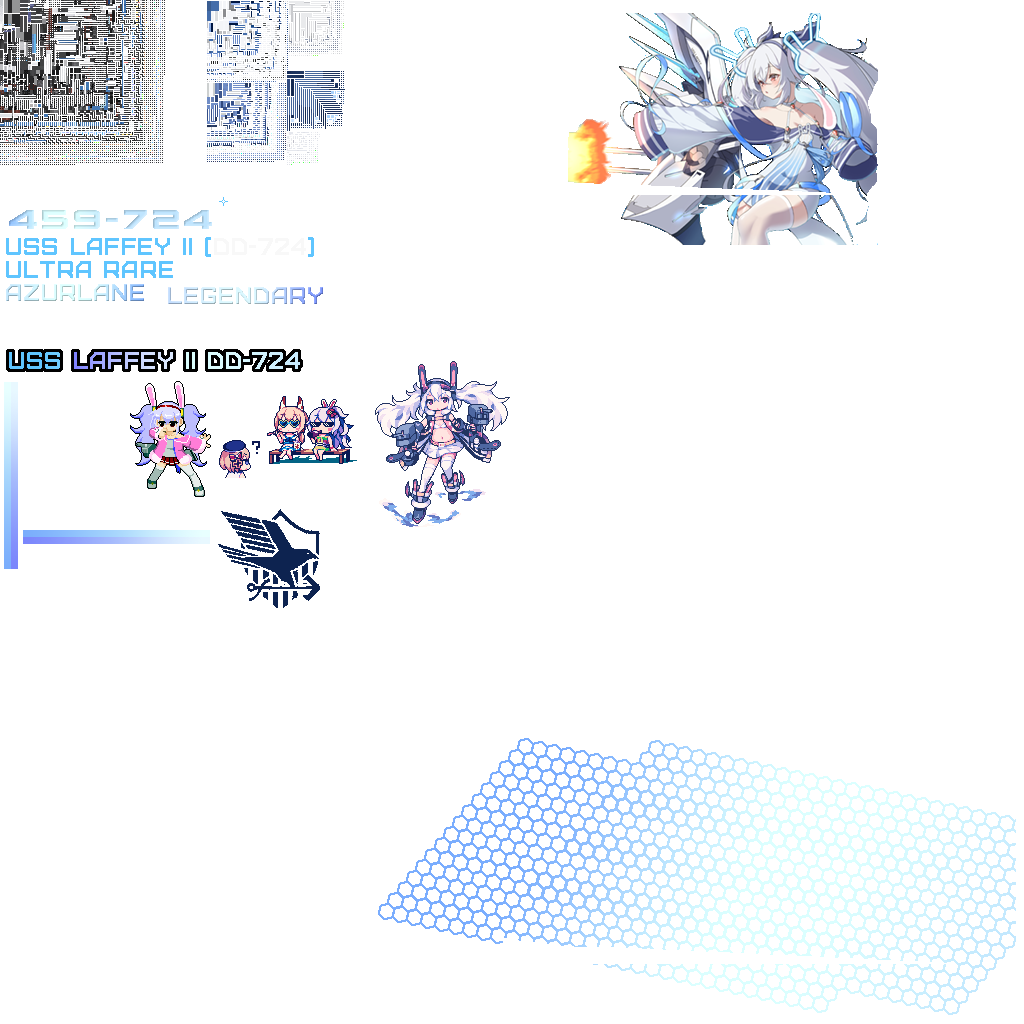 459-724
USS LAFFEY II [DD-724]
ULTRA RARE
AZURLANE LEGENDARY
USS LAFFEY II DD-724
?